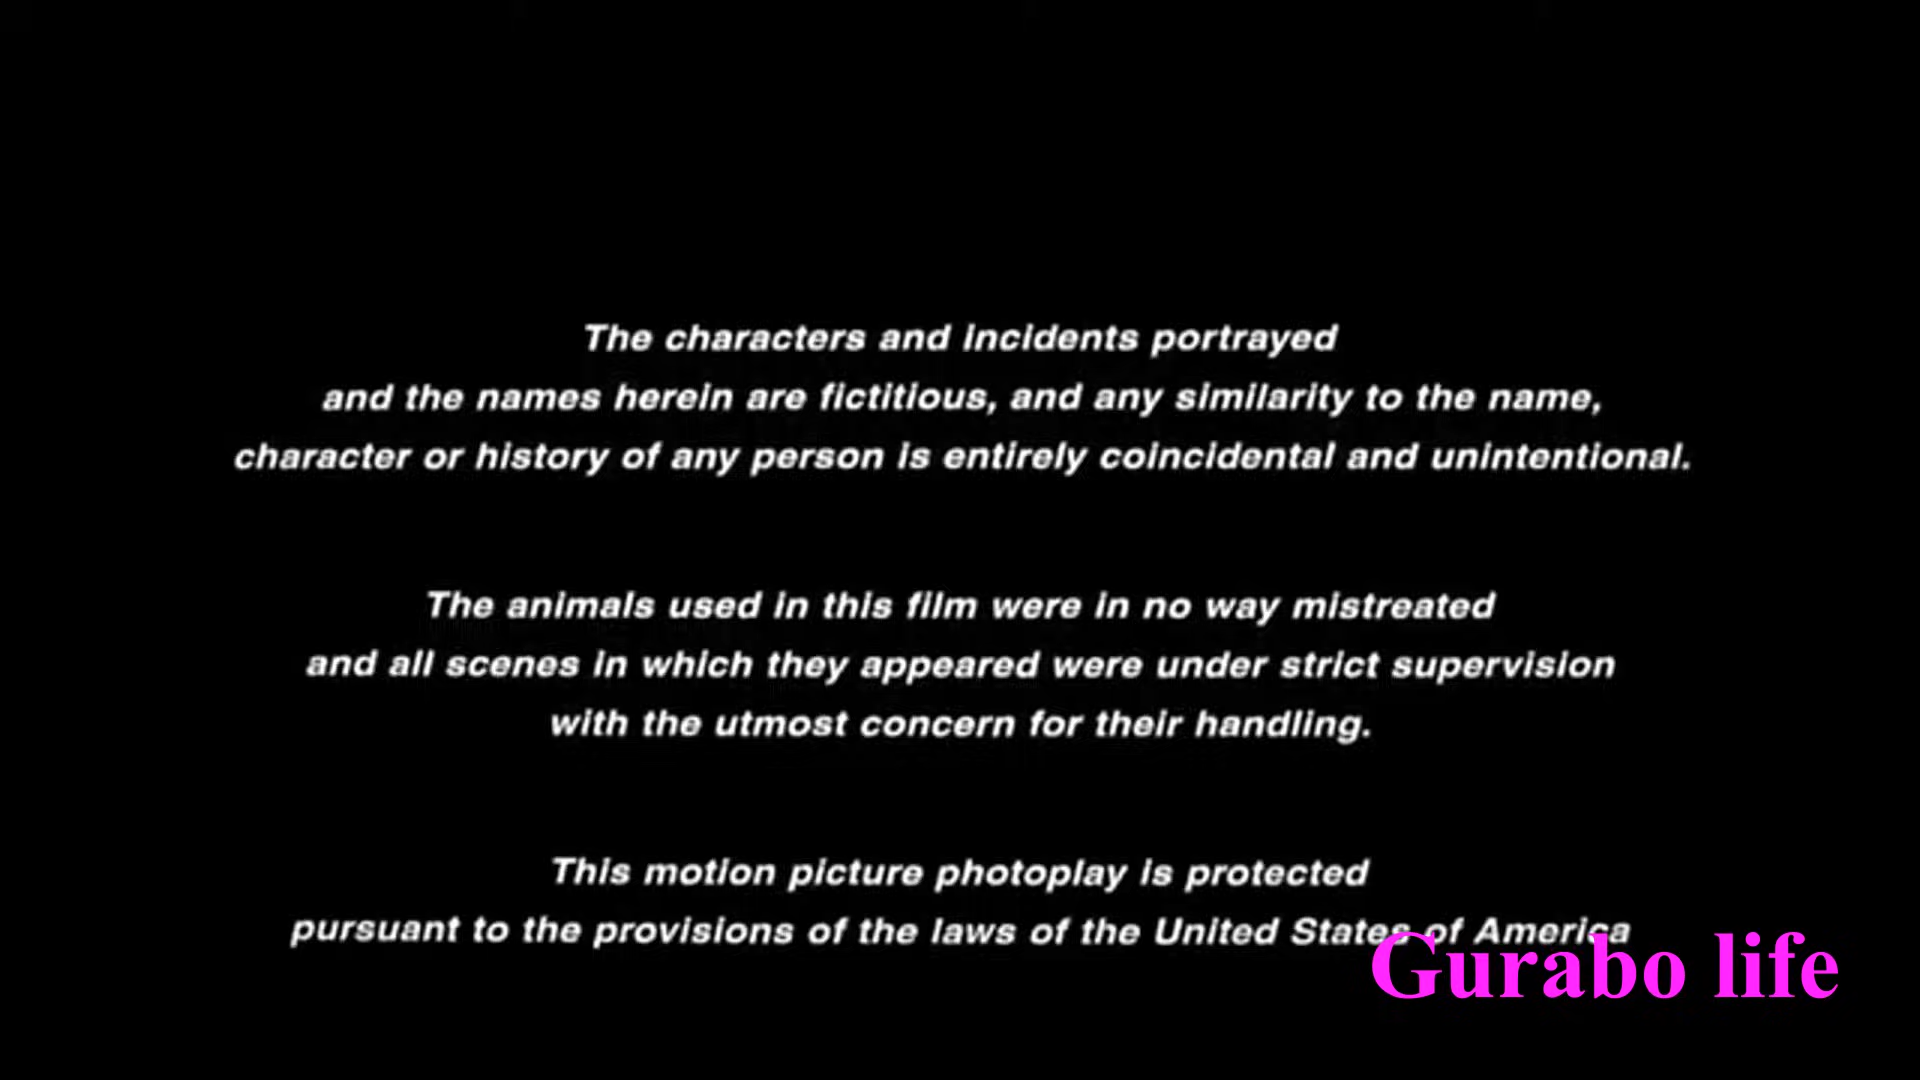 The characters and incidents portrayed
and the names herein are fictitious, and any similarity to the name,
character or history of any person is entirely coincidental and unintentional.
The animals used in this film were in no way mistreated
and all scenes in which they appeared were under strict supervision
with the utmost concern for their handling.
This motion picture photoplay is protected
pursuant to the provisions of the laws of the United States of America
Gurabo life